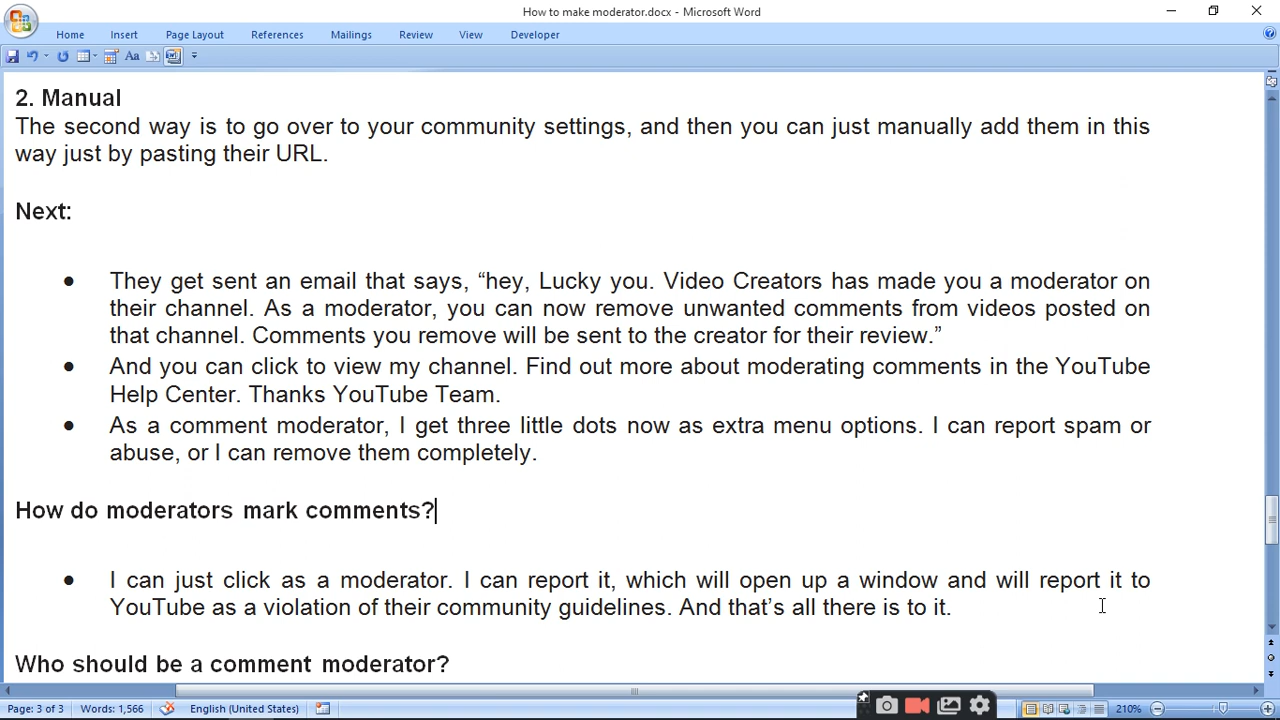 How to make moderator.docx - Microsoft Word
Home Insert Page Layout References Mailings Review View Developer
Aa
2. Manual
The second way is to go over to your community settings, and then you can just manually add them in this
way just by pasting their URL.
Next:
• They get sent an email that says, “hey, Lucky you. Video Creators has made you a moderator on
their channel. As a moderator, you can now remove unwanted comments from videos posted on
that channel. Comments you remove will be sent to the creator for their review.”
• And you can click to view my channel. Find out more about moderating comments in the YouTube
Help Center. Thanks YouTube Team.
• As a comment moderator, I get three little dots now as extra menu options. I can report spam or
abuse, or I can remove them completely.
How do moderators mark comments?
• I can just click as a moderator. I can report it, which will open up a window and will report it to
YouTube as a violation of their community guidelines. And that’s all there is to it.
Who should be a comment moderator?
Page: 3 of 3 Words: 1,566 English (United States) 210%